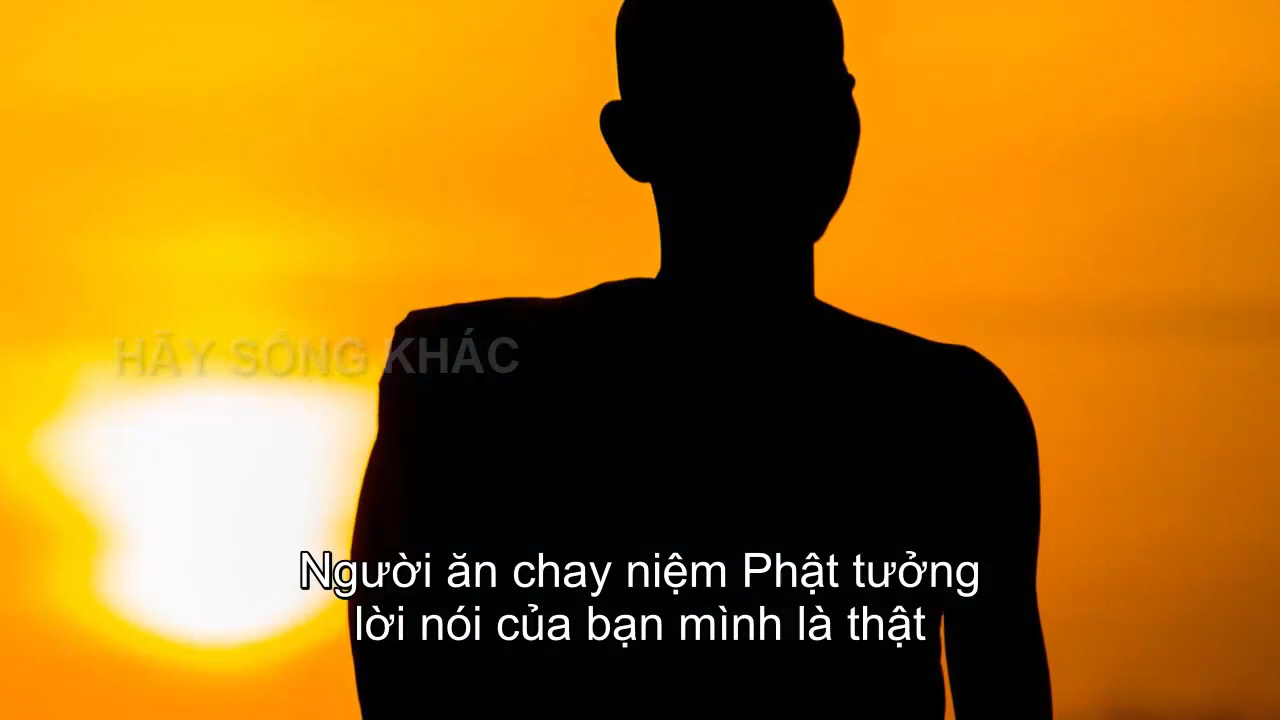 HÃY SỐNG KHÁC
Người ăn chay niệm Phật tưởng
lời nói của bạn mình là thật